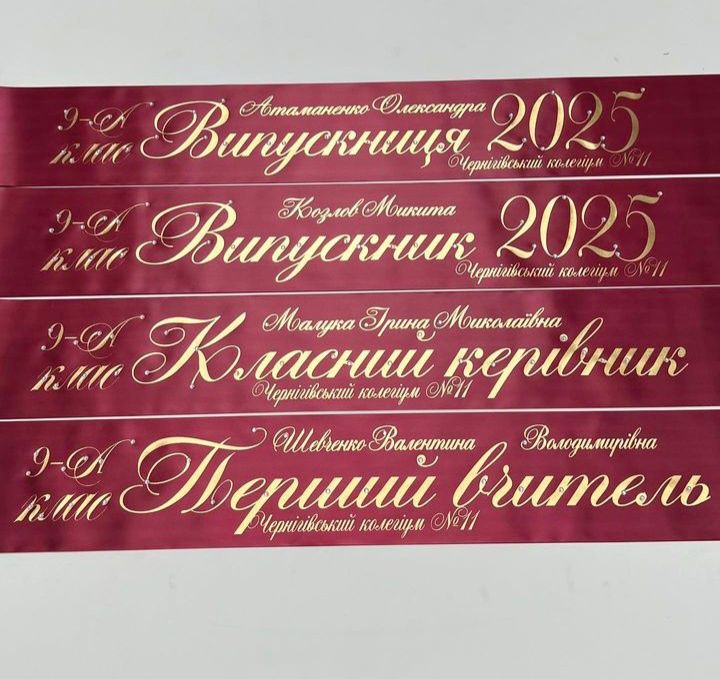 9-А клас
Атаманенко Олександра
Випускниця 2025
Чернігівський колегіум №11
9-А клас
Козлов Микита
Випускник 2025
Чернігівський колегіум №11
9-А клас
Малука Ірина Миколаївна
Класний керівник
Чернігівський колегіум №11
9-А клас
Шевченко Валентина Володимирівна
Перший вчитель
Чернігівський колегіум №11